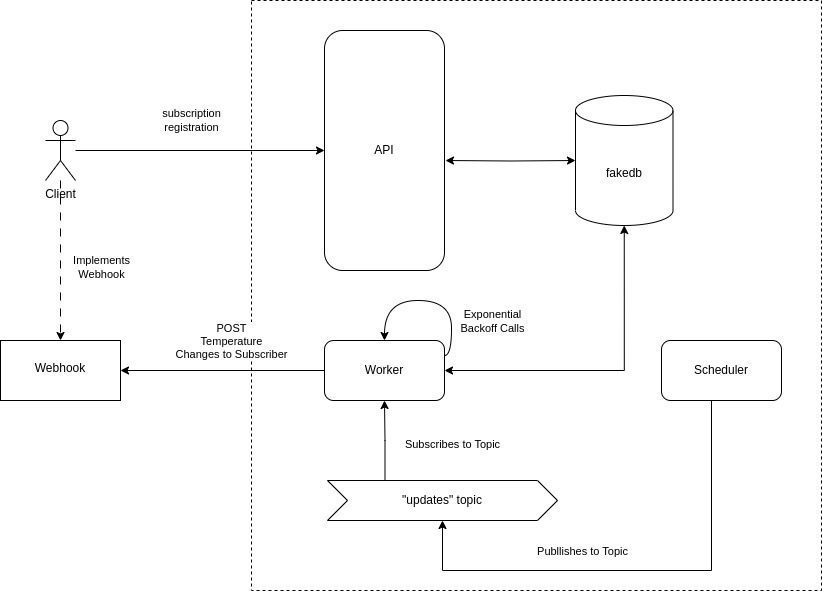 subscription
registration
API
fakedb
Client
Implements
Webhook
Exponential
Backoff Calls
POST
Temperature
Changes to Subscriber
Webhook
Worker
Scheduler
Subscribes to Topic
"updates" topic
Publlishes to Topic